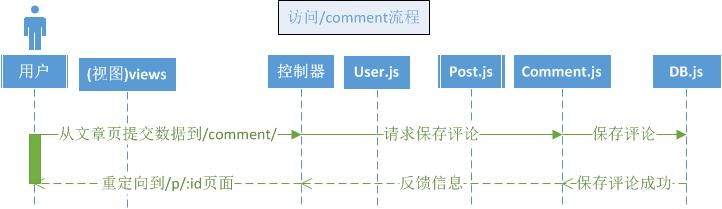 访问/comment流程
用户
(视图)views
控制器
User.js
Post.js
Comment.js
DB.js
从文章页提交数据到/comment/
请求保存评论
保存评论
重定向到/p/:id页面
反馈信息
保存评论成功